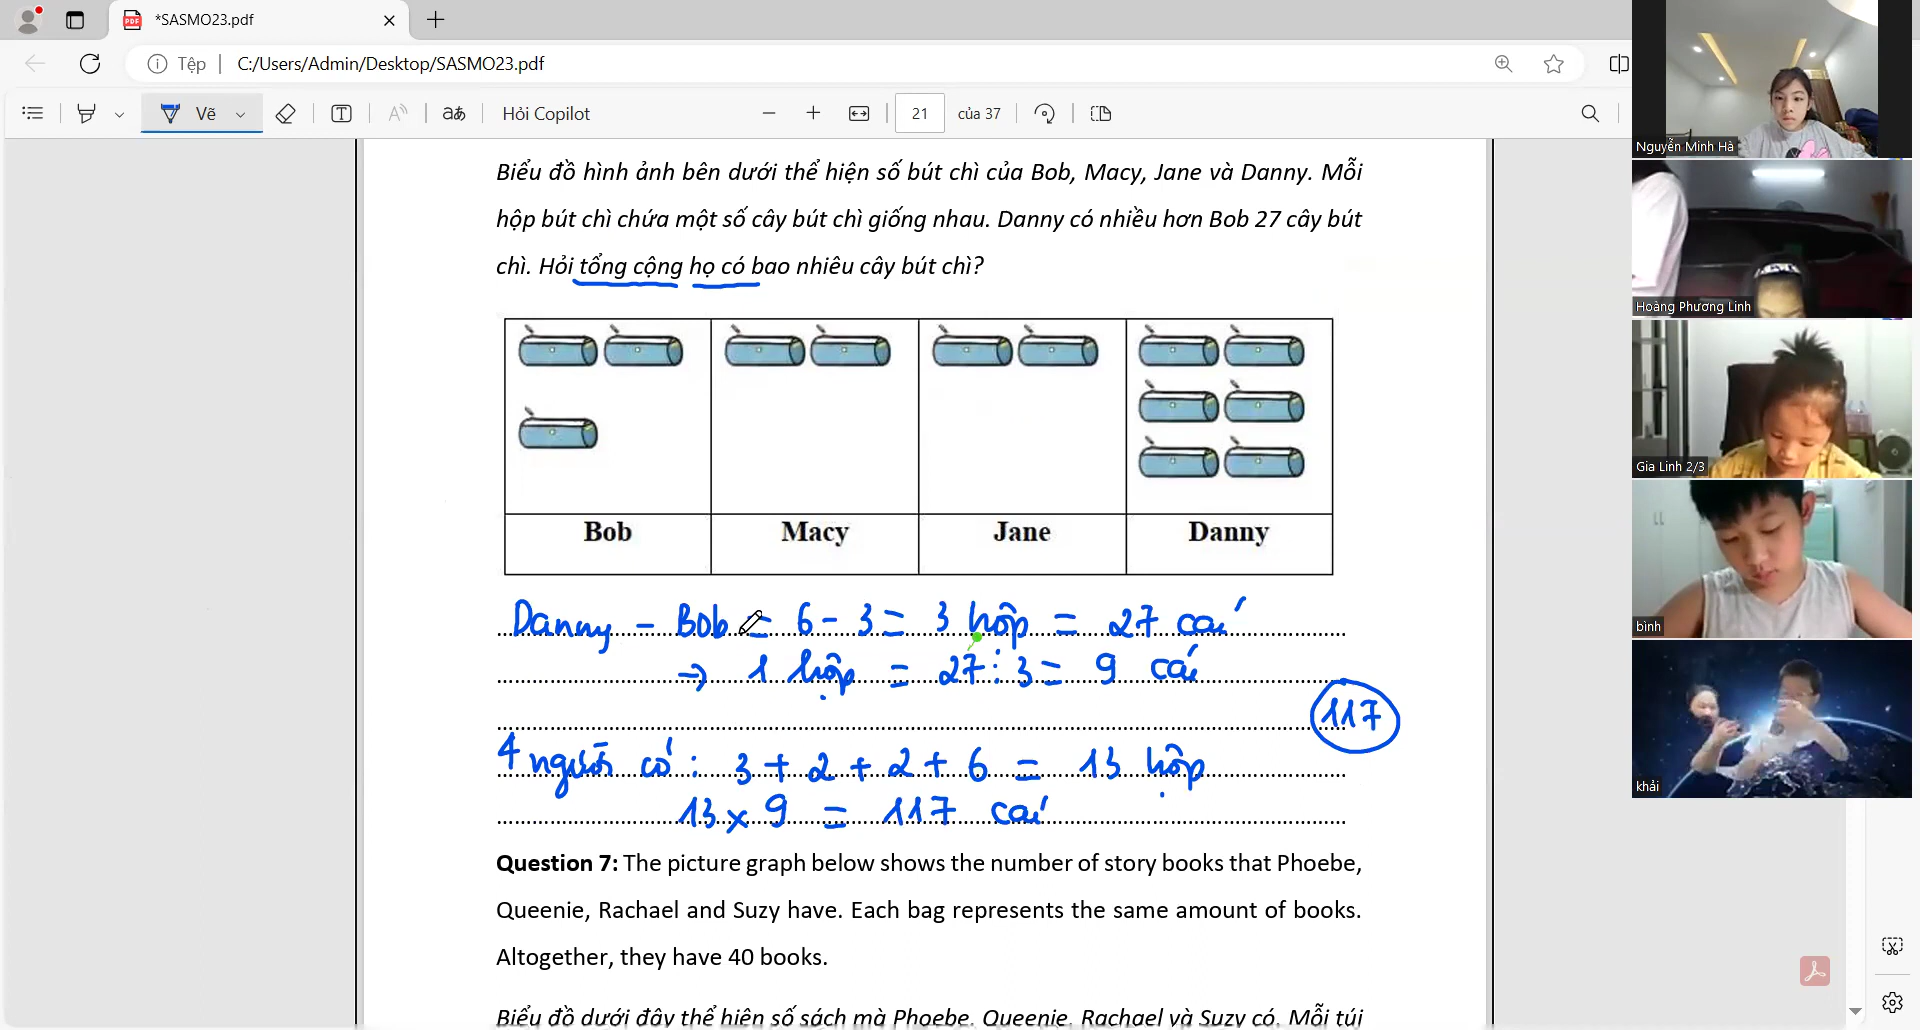 *SASMO23.pdf
Tệp
C:/Users/Admin/Desktop/SASMO23.pdf
Vẽ
aあ
Hỏi Copilot
21
của 37
Biểu đồ hình ảnh bên dưới thể hiện số bút chì của Bob, Macy, Jane và Danny. Mỗi
hộp bút chì chứa một số cây bút chì giống nhau. Danny có nhiều hơn Bob 27 cây bút
chì. Hỏi tổng cộng họ có bao nhiêu cây bút chì?
Bob Macy Jane Danny
Danny - Bob = 6 - 3 = 3 hộp = 27 cái
→ 1 hộp = 27 : 3 = 9 cái
117
4 người có : 3 + 2 + 2 + 6 = 13 hộp
13 x 9 = 117 cái
Question 7: The picture graph below shows the number of story books that Phoebe,
Queenie, Rachael and Suzy have. Each bag represents the same amount of books.
Altogether, they have 40 books.
Biểu đồ dưới đây thể hiện số sách mà Phoebe, Queenie, Rachael và Suzy có. Mỗi túi
Nguyễn Minh Hà
Hoàng Phương Linh
Gia Linh 2/3
bình
khải